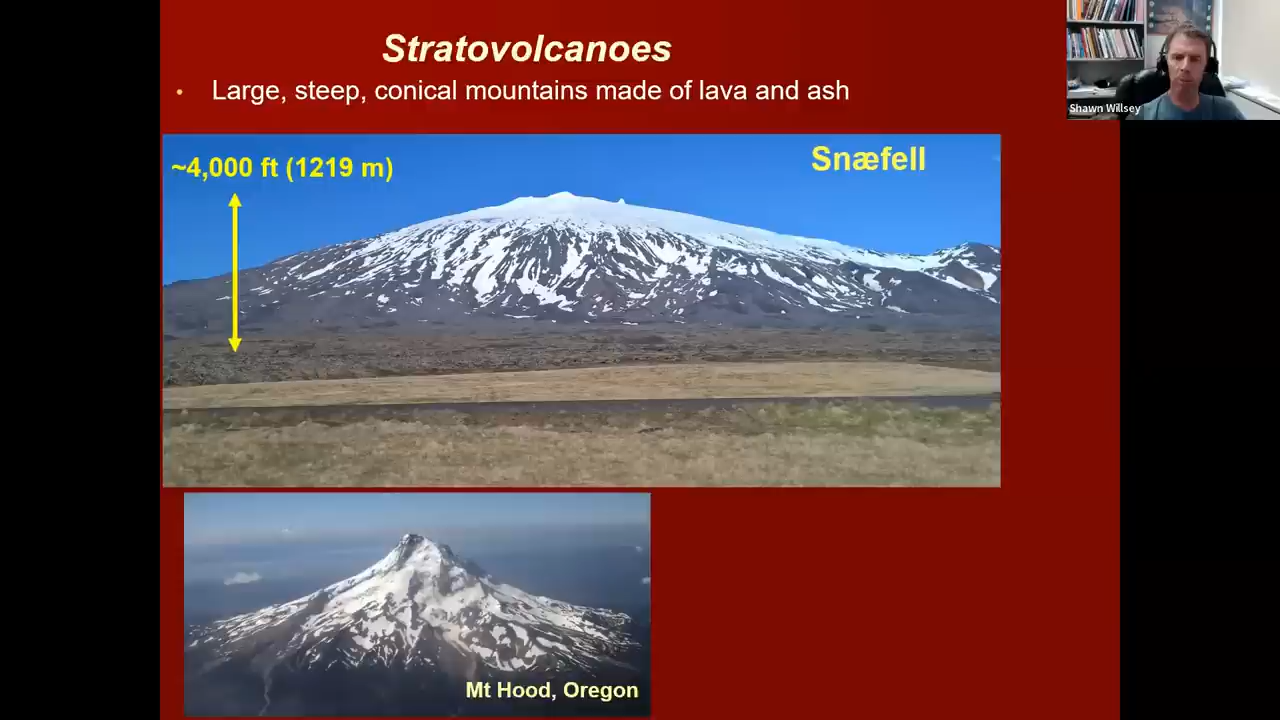 Stratovolcanoes
• Large, steep, conical mountains made of lava and ash
Shawn Willsey
~4,000 ft (1219 m)
Snæfell
Mt Hood, Oregon